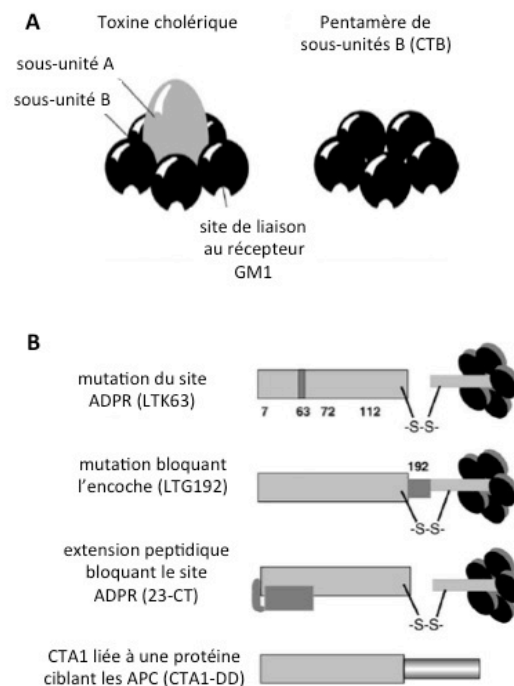 A
Toxine cholérique
Pentamère de
sous-unités B (CTB)
sous-unité A
sous-unité B
site de liaison
au récepteur
GM1
B
mutation du site
ADPR (LTK63)
7 63 72 112
-S-S-
mutation bloquant
l'encoche (LTG192)
192
-S-S-
extension peptidique
bloquant le site
ADPR (23-CT)
-S-S-
CTA1 liée à une protéine
ciblant les APC (CTA1-DD)